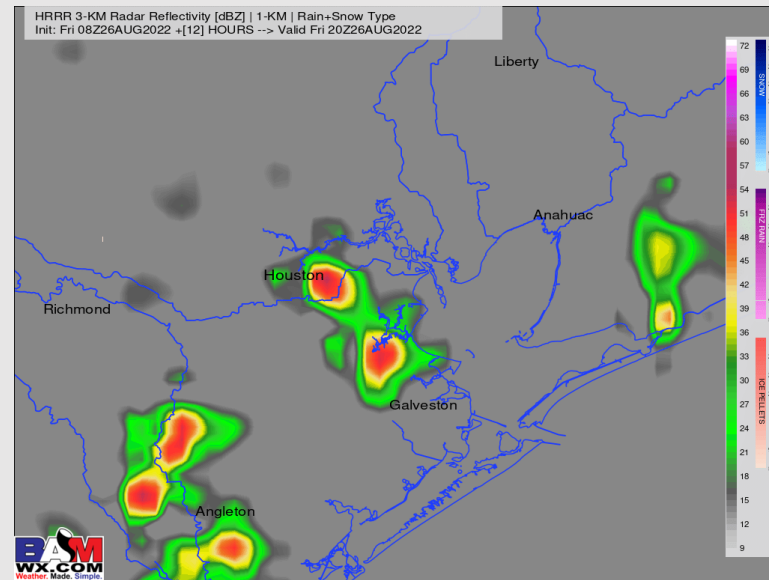 HRRR 3-KM Radar Reflectivity [dBZ] | 1-KM | Rain+Snow Type
Init: Fri 08Z26AUG2022 +[12] HOURS --> Valid Fri 20Z26AUG2022
Liberty
Anahuac
Houston
Richmond
Galveston
Angleton
72
69
66
63
60
57
54
51
48
45
42
39
36
33
30
27
24
21
18
15
12
9
SNOW
FRZ RAIN
ICE PELLETS
BAM
WX.COM
Weather. Made. Simple.